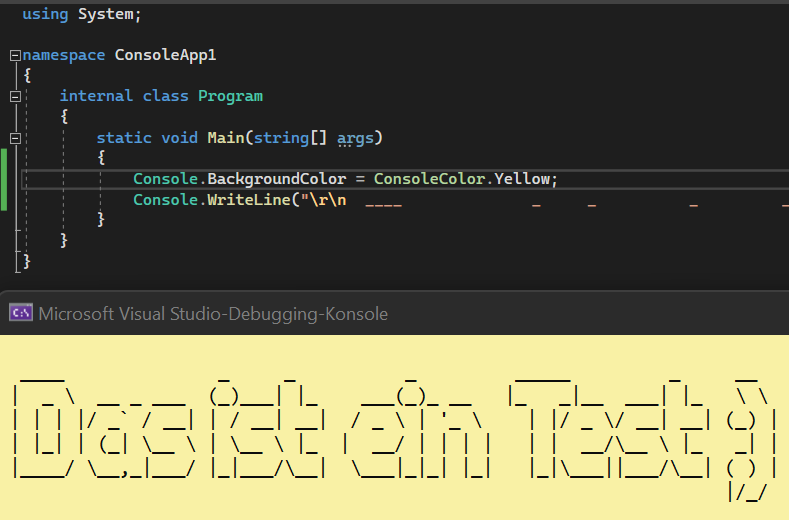 using System;
namespace ConsoleApp1
{
internal class Program
{
static void Main(string[] args)
{
Console.BackgroundColor = ConsoleColor.Yellow;
Console.WriteLine("\r\n  ____              _     _          _         _
}
}
}
C:\ Microsoft Visual Studio-Debugging-Konsole
Das ist ein Test ;)